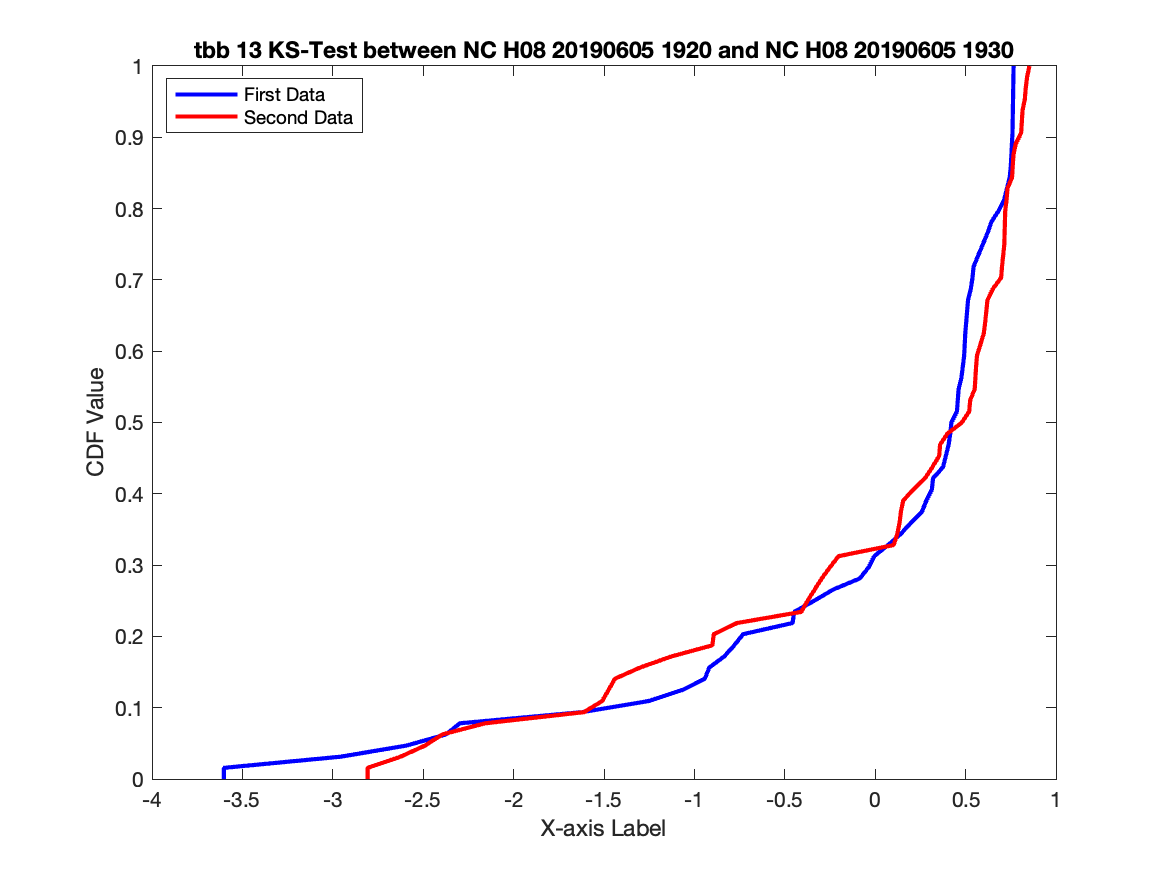 tbb 13 KS-Test between NC H08 20190605 1920 and NC H08 20190605 1930
First Data
Second Data
1
0.9
0.8
0.7
0.6
0.5
0.4
0.3
0.2
0.1
0
CDF Value
-4 -3.5 -3 -2.5 -2 -1.5 -1 -0.5 0 0.5 1
X-axis Label